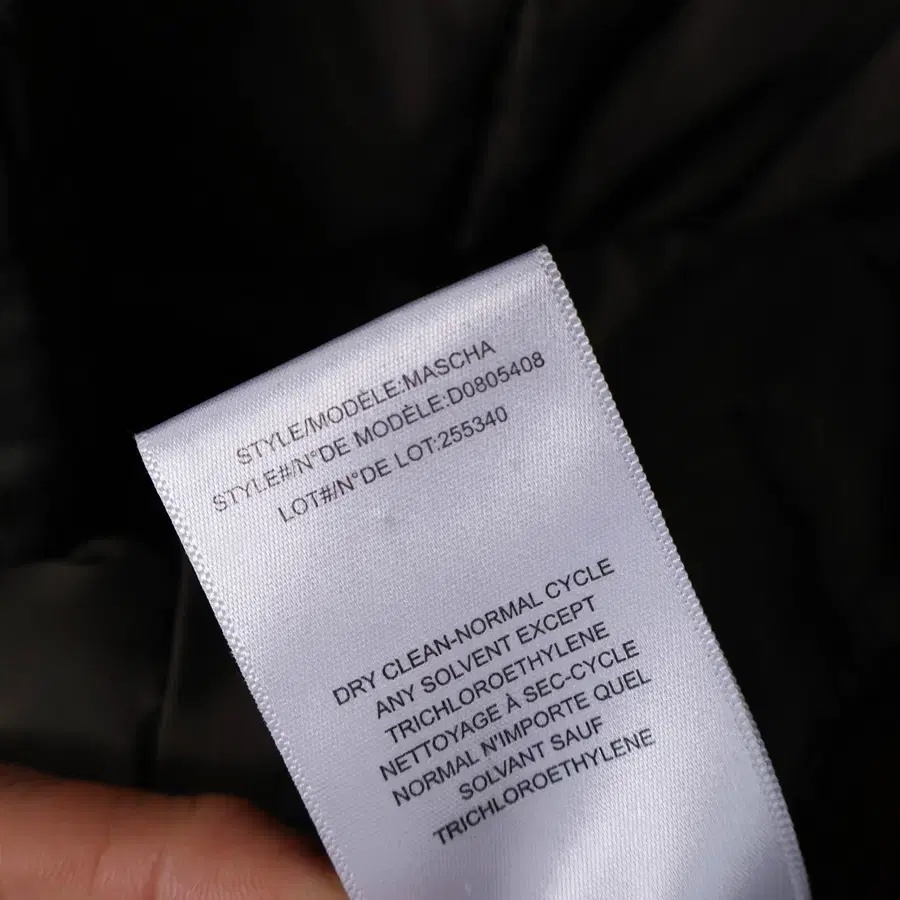 STYLE/MODÈLE:MASCHA
STYLE#/N°DE MODÈLE:D0805408
LOT#/N°DE LOT:255340
DRY CLEAN-NORMAL CYCLE
ANY SOLVENT EXCEPT
TRICHLOROETHYLENE
NETTOYAGE À SEC-CYCLE
NORMAL N'IMPORTE QUEL
SOLVANT SAUF
TRICHLOROETHYLENE